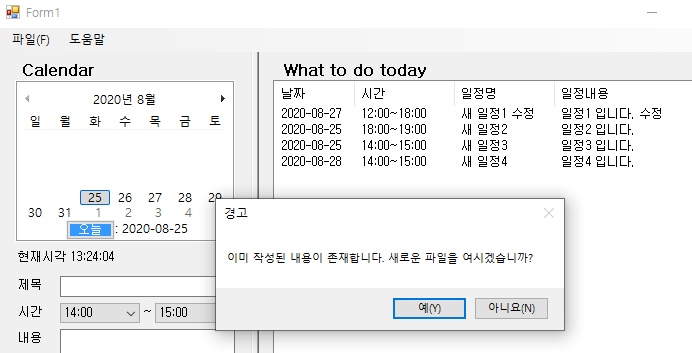 Form1
파일(F) 도움말
Calendar
2020년 8월
일 월 화 수 목 금 토
25 26 27 28 29
30 31 1 2 3 4
오늘 : 2020-08-25
현재시각 13:24:04
제목
시간 14:00 ~ 15:00
내용
What to do today
날짜 시간 일정명 일정내용
2020-08-27 12:00~18:00 새 일정1 수정 일정1 입니다. 수정
2020-08-25 18:00~19:00 새 일정2 일정2 입니다.
2020-08-25 14:00~15:00 새 일정3 일정3 입니다.
2020-08-28 14:00~15:00 새 일정4 일정4 입니다.
경고
이미 작성된 내용이 존재합니다. 새로운 파일을 여시겠습니까?
예(Y) 아니요(N)